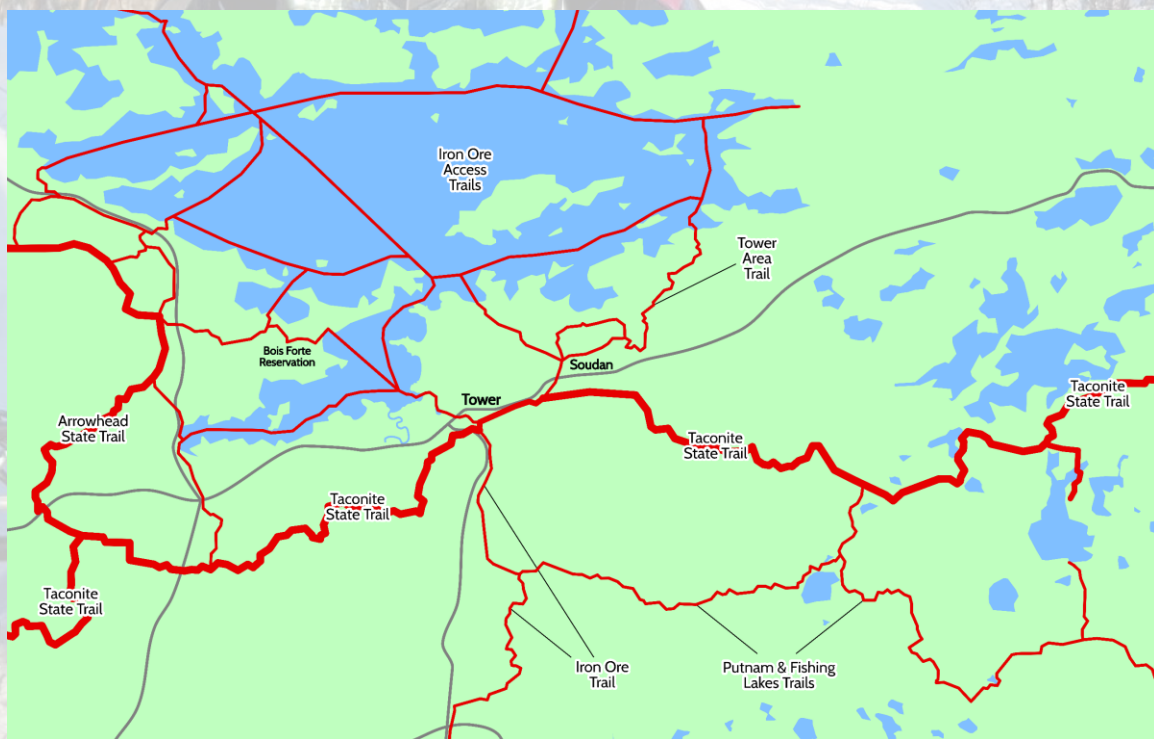 Iron Ore
Access
Trails
Tower
Area
Trail
Bois Forte
Reservation
Soudan
Tower
Taconite
State Trail
Arrowhead
State Trail
Taconite
State Trail
Taconite
State Trail
Taconite
State Trail
Iron Ore
Trail
Putnam & Fishing
Lakes Trails